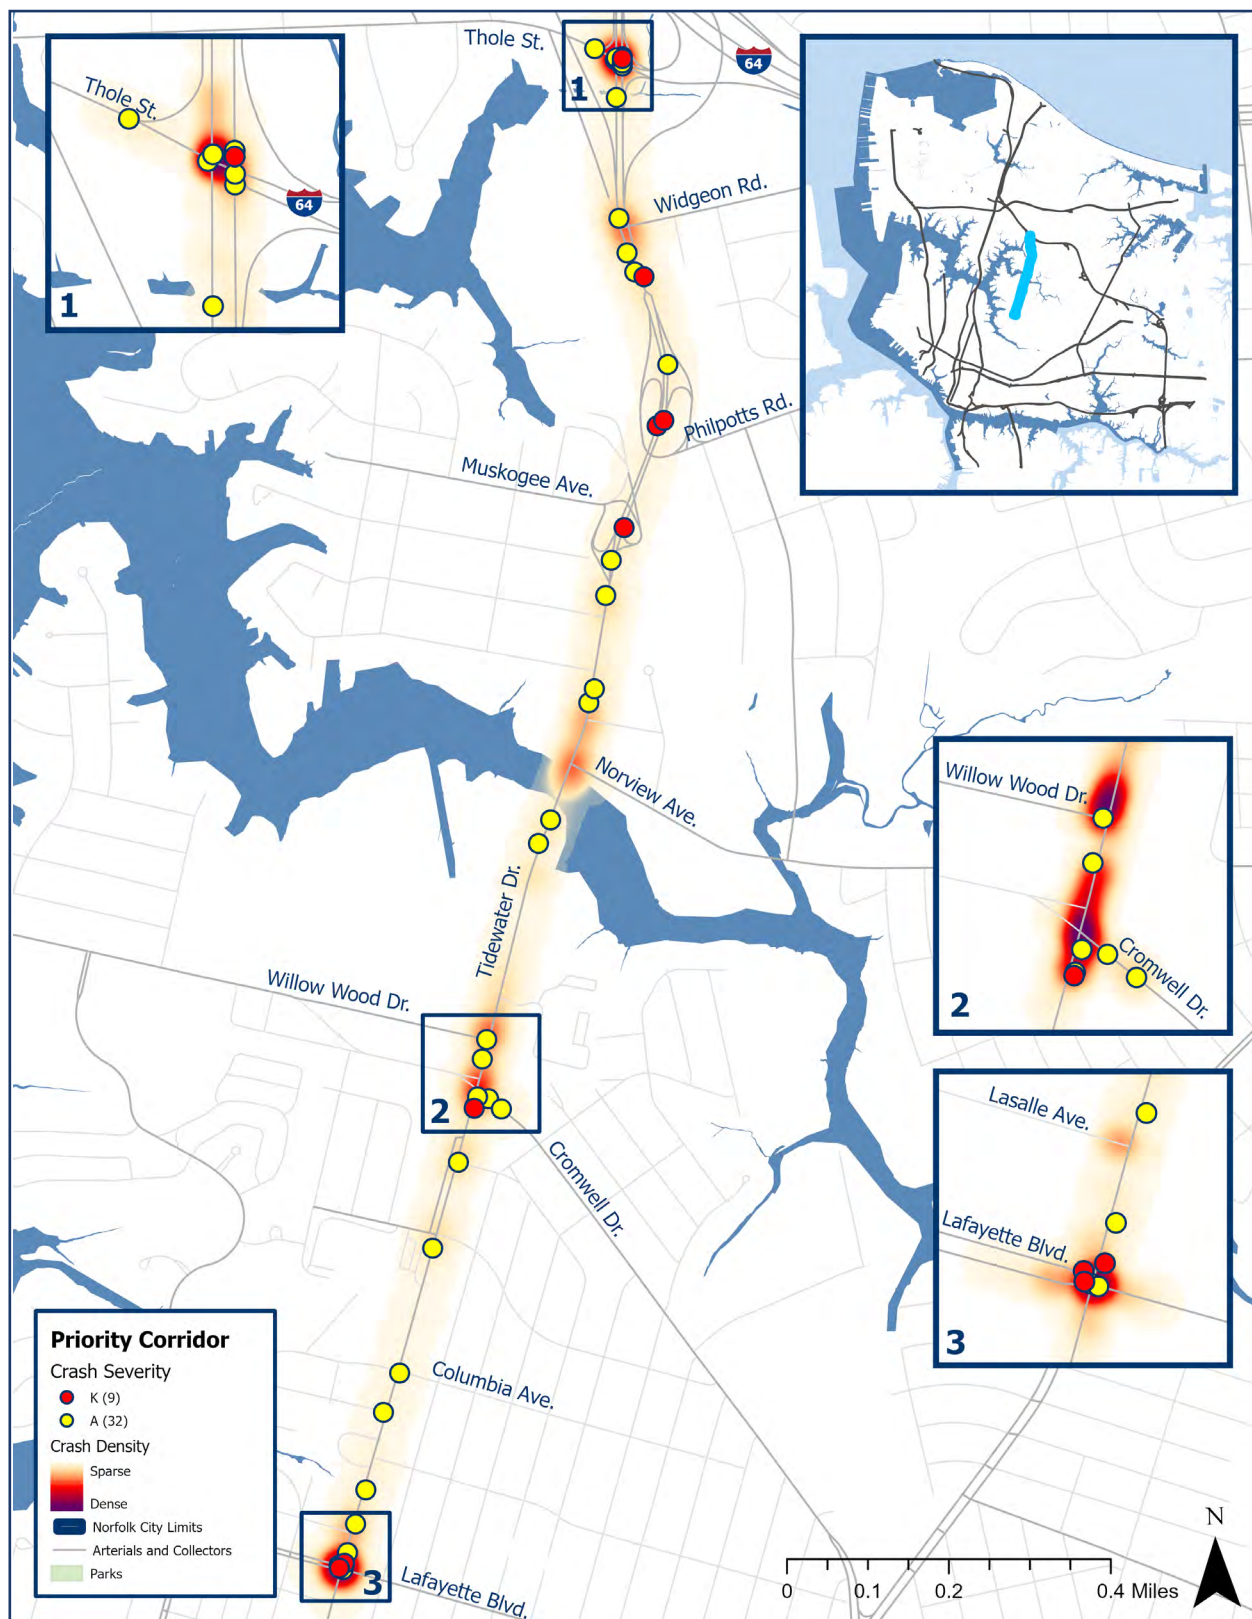 Thole St.
64
1
Thole St.
64
1
Widgeon Rd.
Philpotts Rd.
Muskogee Ave.
Norview Ave.
Tidewater Dr.
Willow Wood Dr.
2
Cromwell Dr.
Willow Wood Dr.
Cromwell Dr.
2
Lasalle Ave.
Lafayette Blvd.
3
Columbia Ave.
3
Lafayette Blvd.
Priority Corridor
Crash Severity
K (9)
A (32)
Crash Density
Sparse
Dense
Norfolk City Limits
Arterials and Collectors
Parks
N
0 0.1 0.2 0.4 Miles